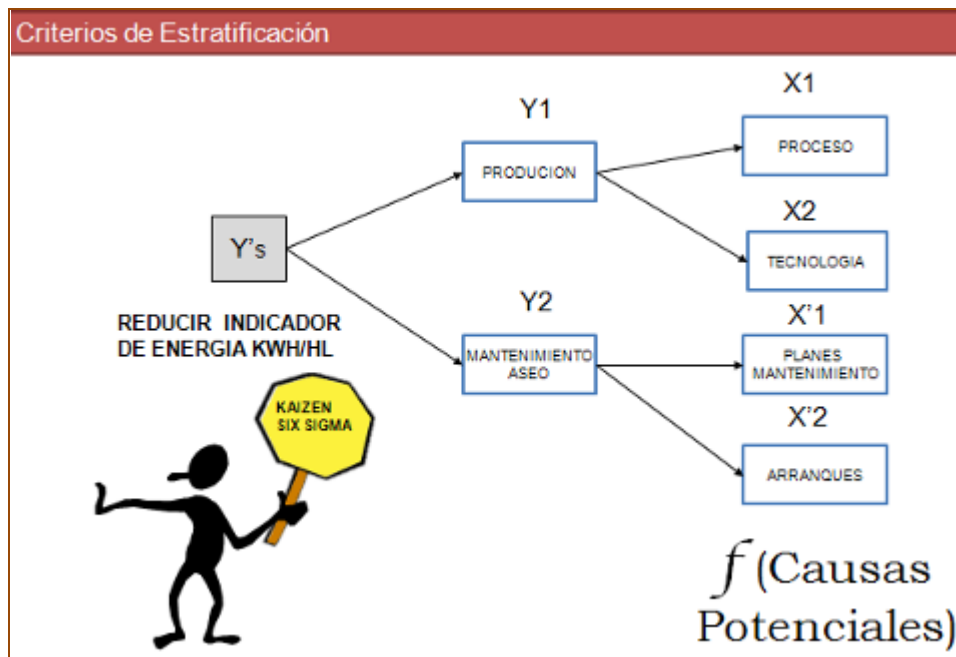 Criterios de Estratificación
X1
Y1
PROCESO
PRODUCION
X2
Y's
TECNOLOGIA
Y2
X'1
REDUCIR INDICADOR
DE ENERGIA KWH/HL
MANTENIMIENTO
ASEO
PLANES
MANTENIMIENTO
X'2
KAIZEN
SIX SIGMA
ARRANQUES
f (Causas
Potenciales)